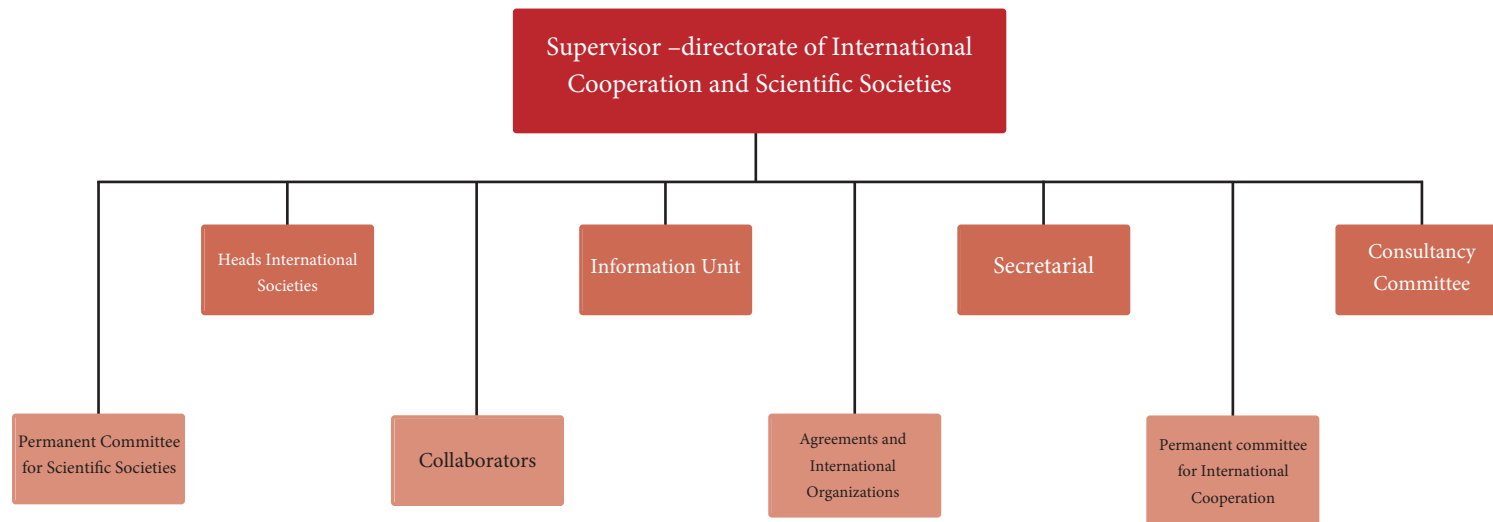 Supervisor –directorate of International
Cooperation and Scientific Societies
Heads International
Societies
Information Unit
Secretarial
Consultancy
Committee
Permanent Committee
for Scientific Societies
Collaborators
Agreements and
International
Organizations
Permanent committee
for International
Cooperation